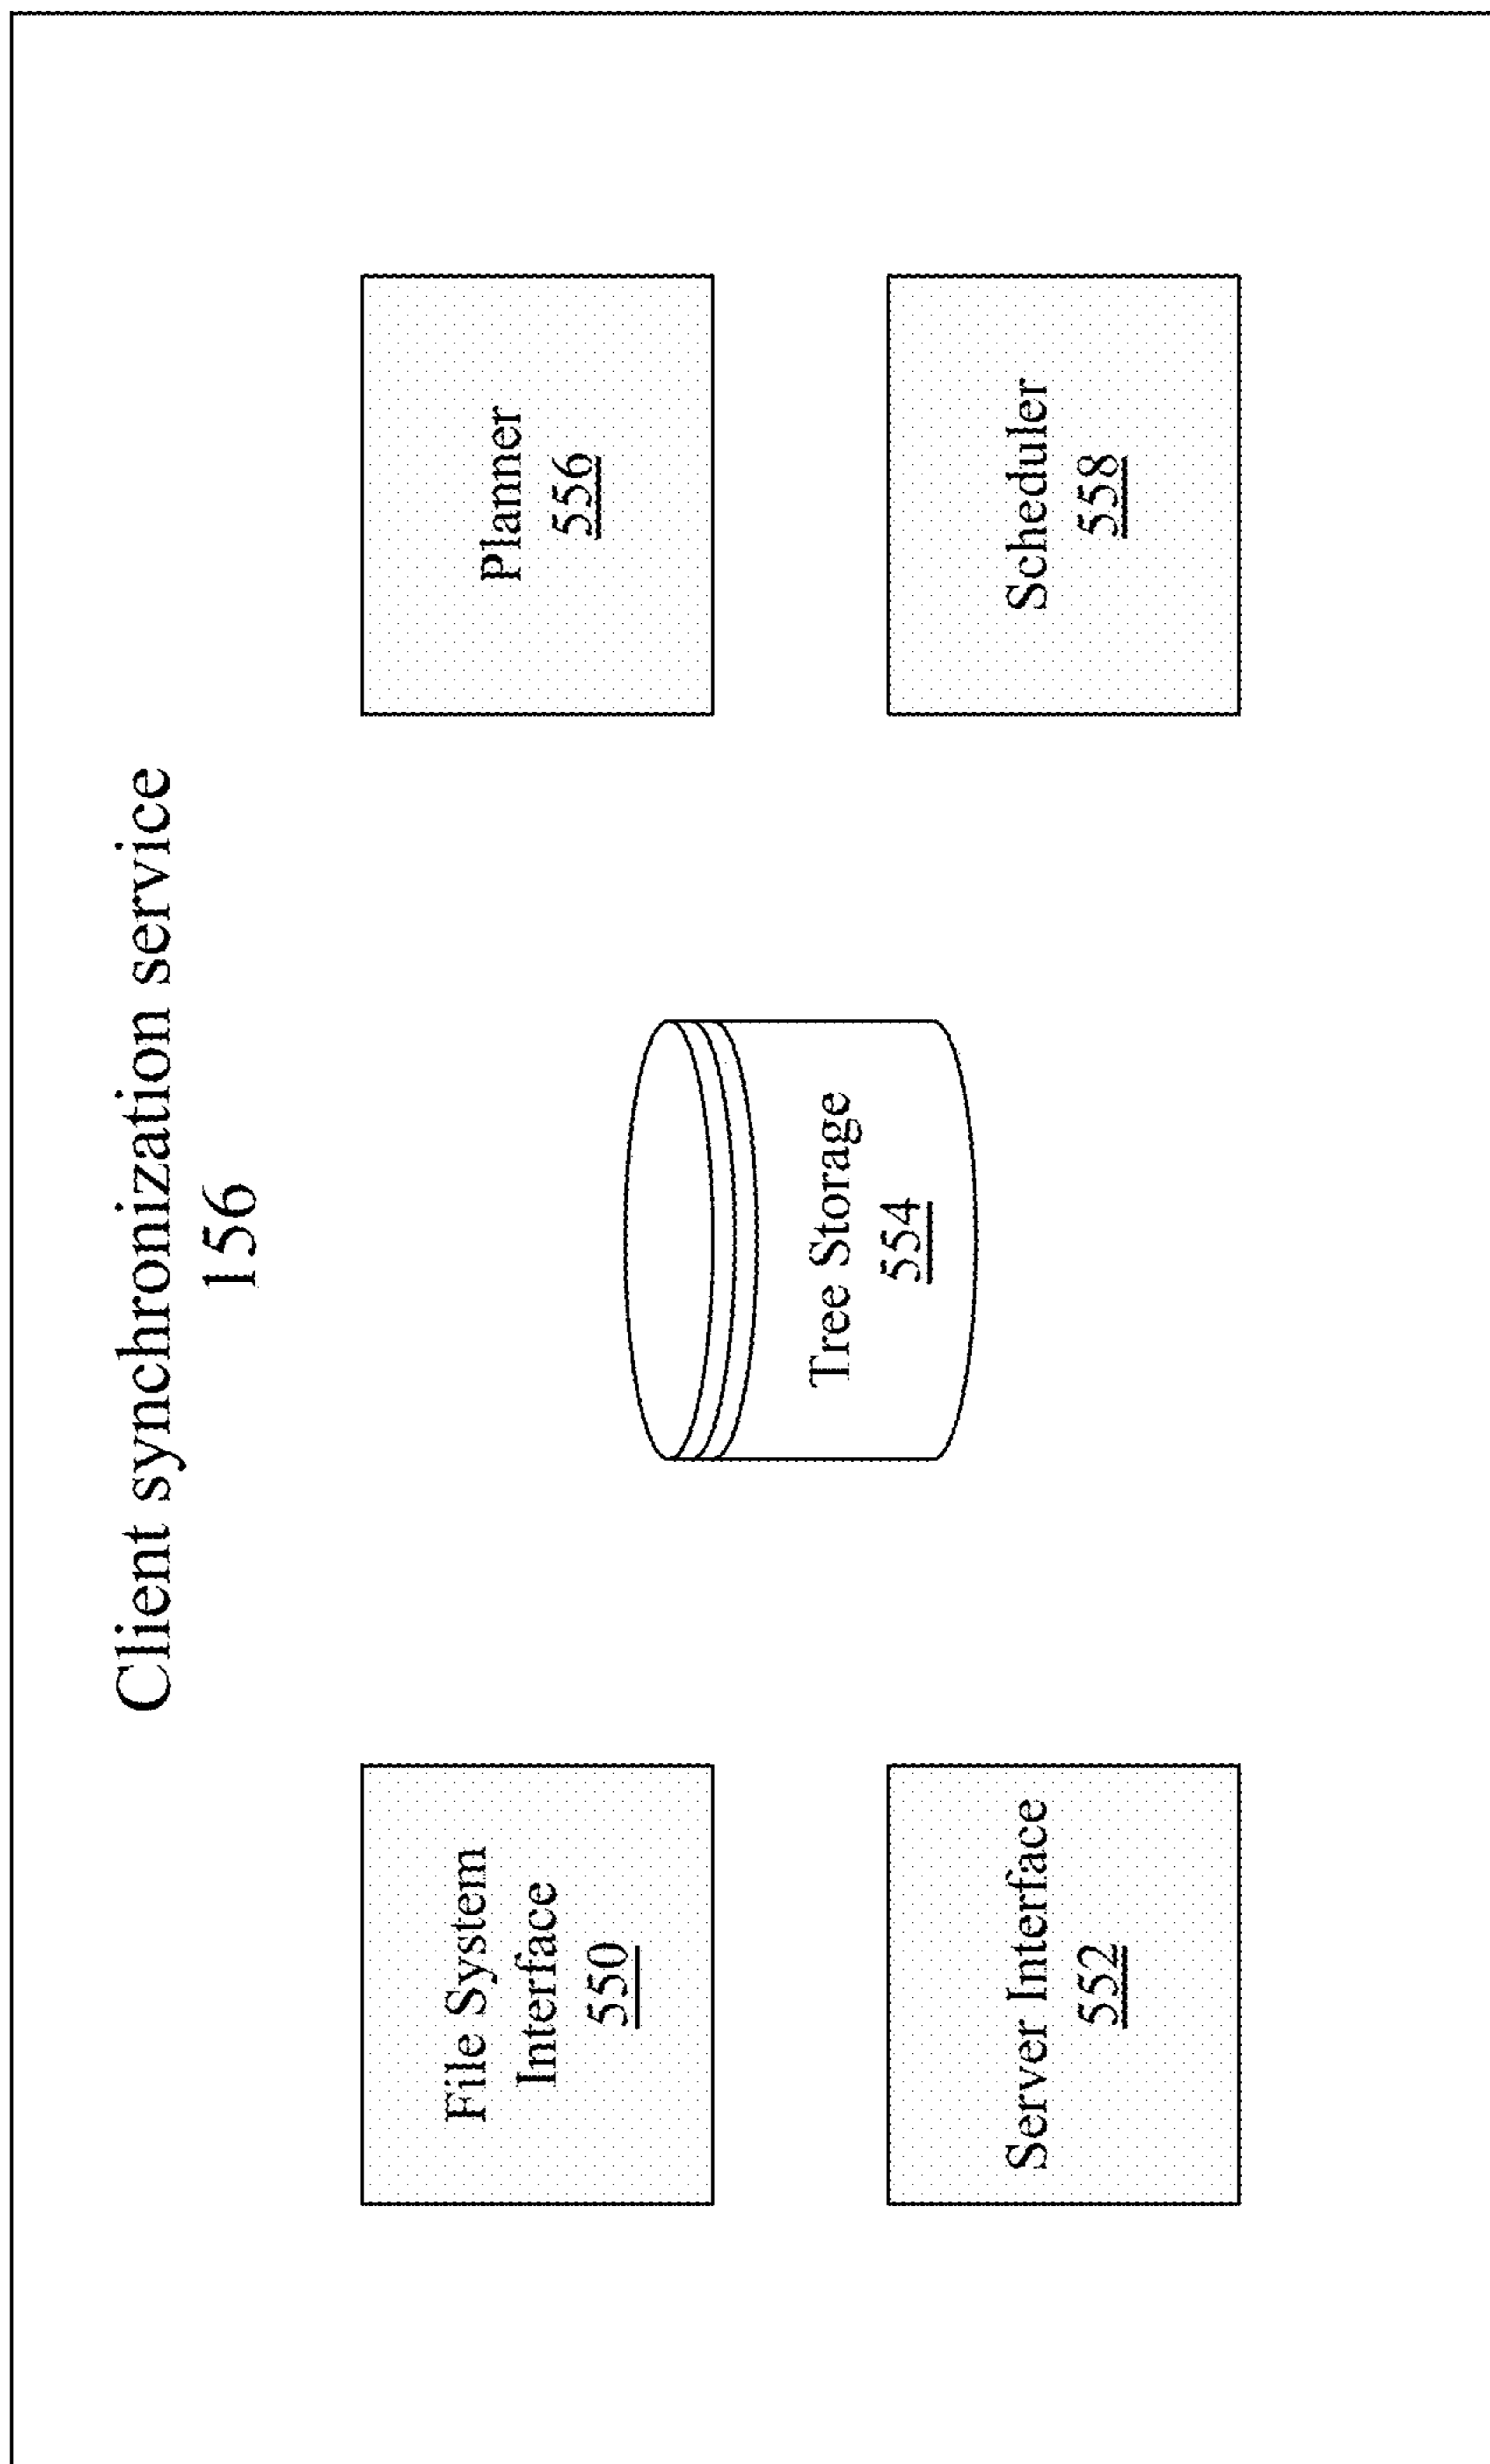 Client synchronization service
156
File System
Interface
550
Server Interface
552
Tree Storage
554
Planner
556
Scheduler
558